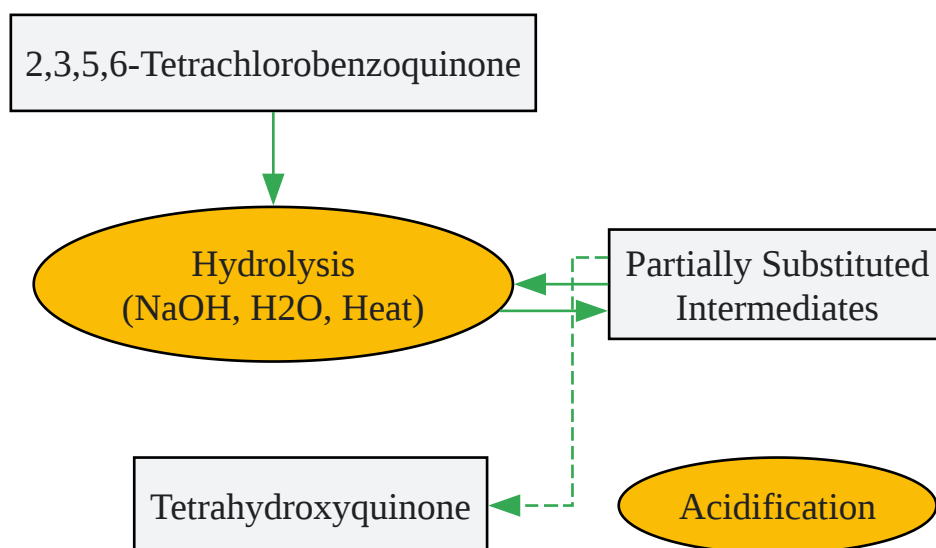 2,3,5,6-Tetrachlorobenzoquinone
Hydrolysis
(NaOH, H2O, Heat)
Partially Substituted
Intermediates
Tetrahydroxyquinone
Acidification